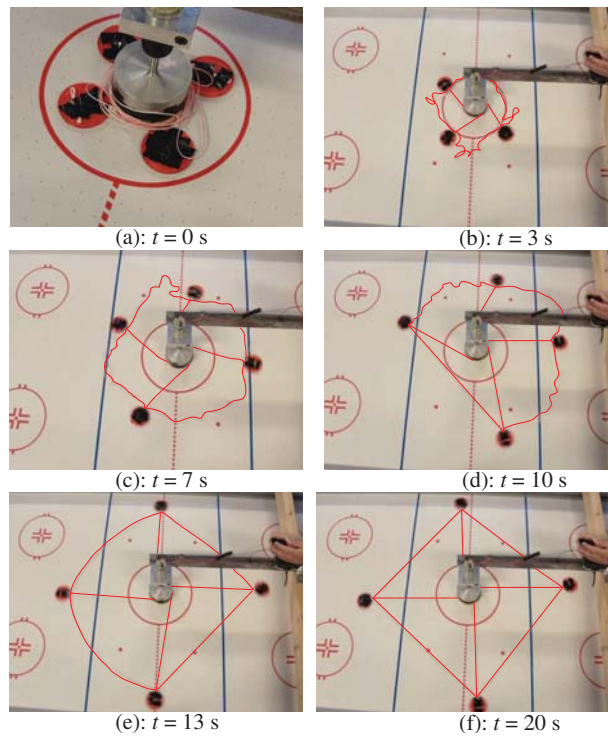 (a): t = 0 s
(b): t = 3 s
(c): t = 7 s
(d): t = 10 s
(e): t = 13 s
(f): t = 20 s